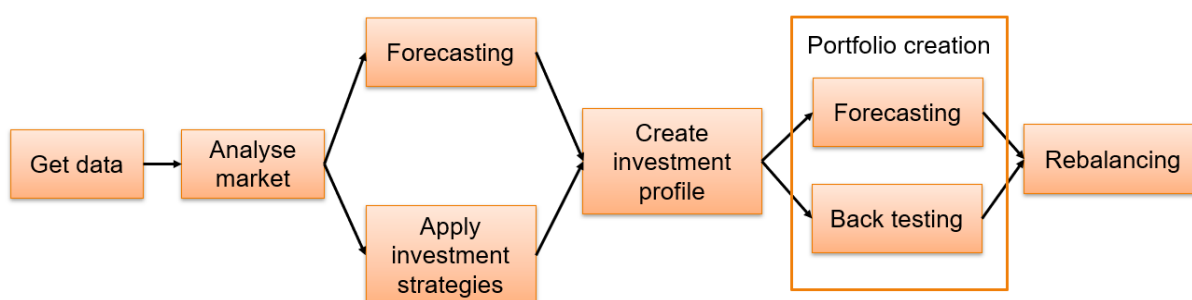 Get data
Analyse
market
Forecasting
Apply
investment
strategies
Create
investment
profile
Portfolio creation
Forecasting
Back testing
Rebalancing